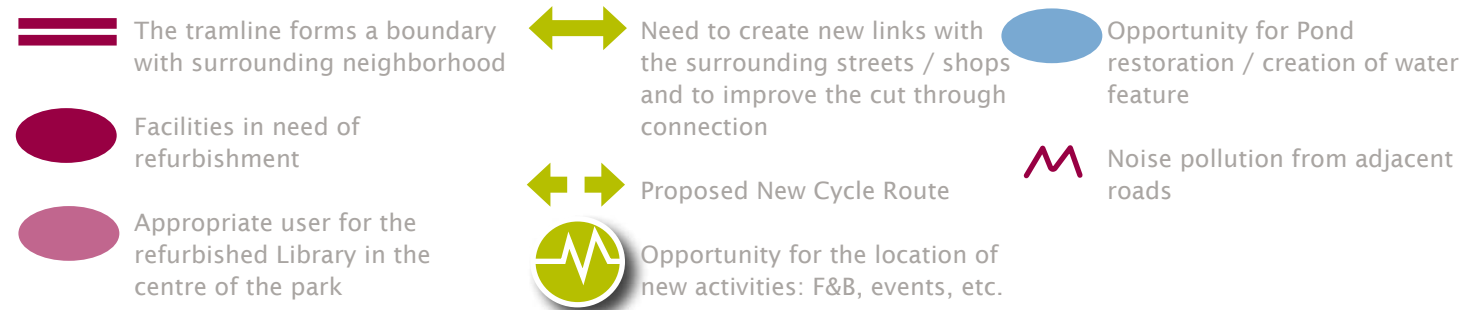 The tramline forms a boundary
with surrounding neighborhood
Facilities in need of
refurbishment
Appropriate user for the
refurbished Library in the
centre of the park
Need to create new links with
the surrounding streets / shops
and to improve the cut through
connection
Proposed New Cycle Route
Opportunity for the location of
new activities: F&B, events, etc.
Opportunity for Pond
restoration / creation of water
feature
Noise pollution from adjacent
roads